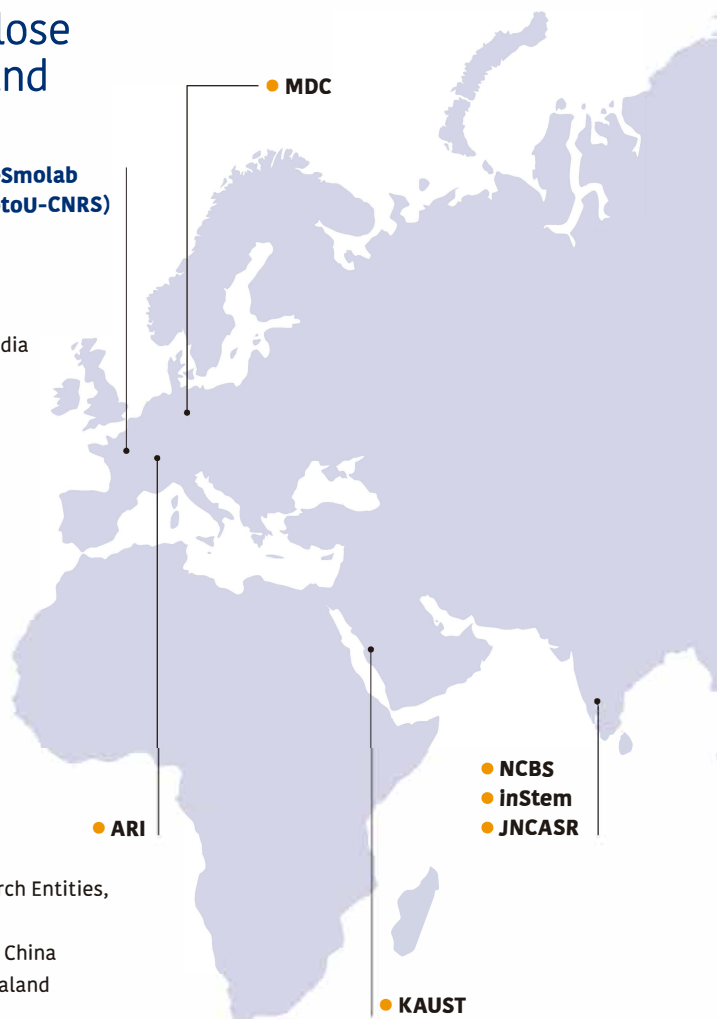 lose
nd
MDC
Smolab
toU-CNRS)
dia
NCBS
inStem
JNCASR
ARI
rch Entities,
China
aland
KAUST